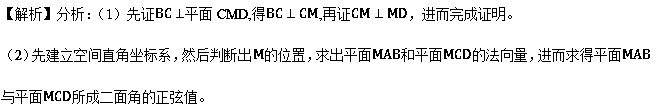 【解析】分析：（1）先证BC⊥平面 CMD,得BC⊥CM,再证CM⊥MD，进而完成证明。
（2）先建立空间直角坐标系，然后判断出M的位置，求出平面MAB和平面MCD的法向量，进而求得平面MAB
与平面MCD所成二面角的正弦值。